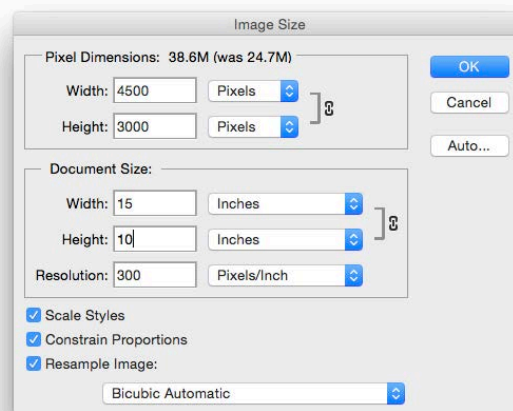 Image Size
Pixel Dimensions: 38.6M (was 24.7M)
Width: 4500 Pixels
Height: 3000 Pixels
OK
Cancel
Auto...
Document Size:
Width: 15 Inches
Height: 10 Inches
Resolution: 300 Pixels/Inch
Scale Styles
Constrain Proportions
Resample Image:
Bicubic Automatic